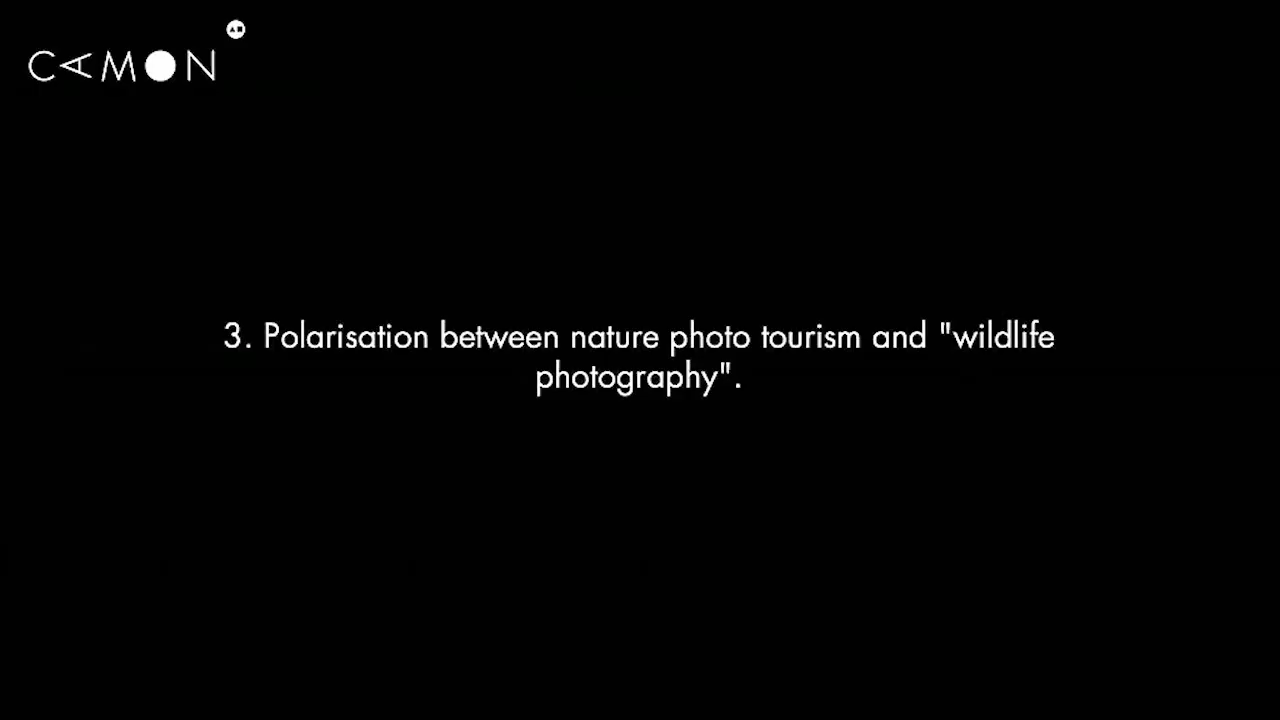 CAMON
3. Polarisation between nature photo tourism and "wildlife
photography".